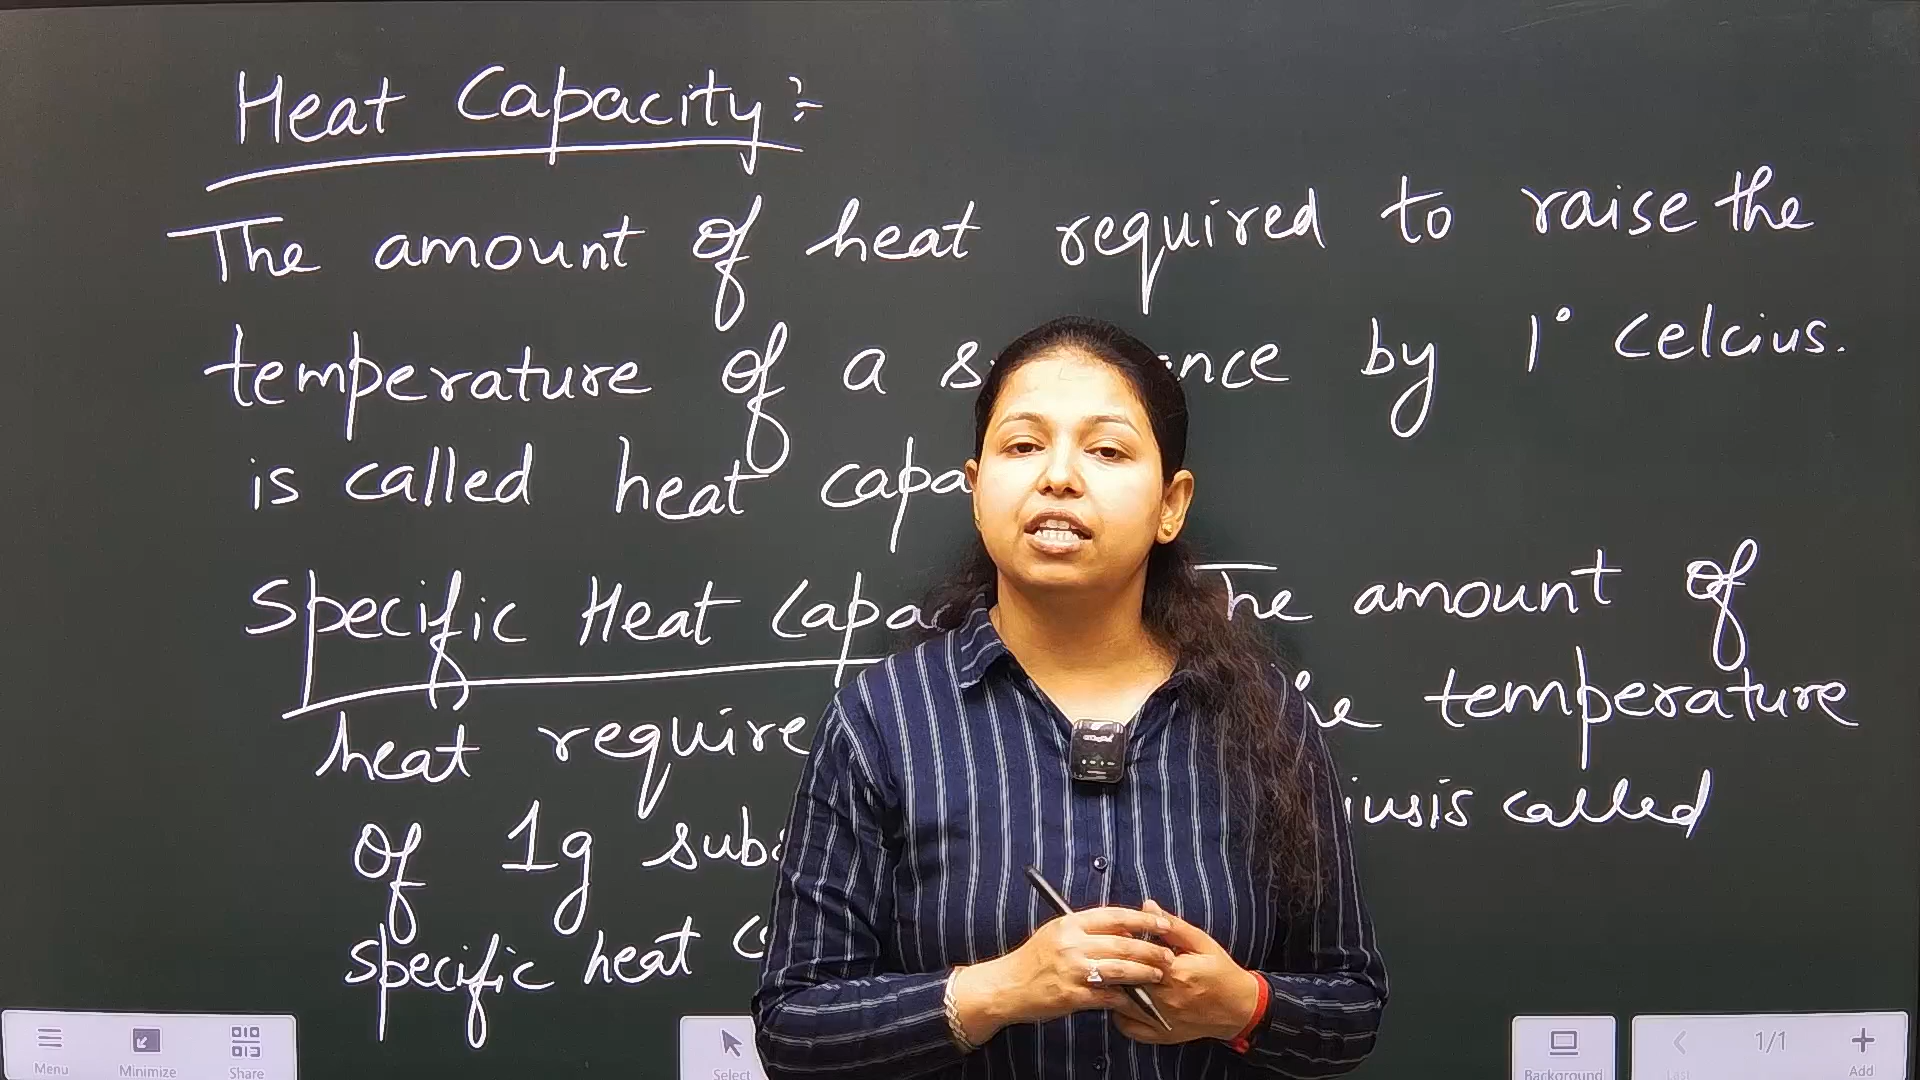 Heat Capacity :-
The amount of heat required to raise the
temperature of a by 1° Celcius.
is called heat
Specific Heat The amount of
heat temperature
of 1g called
specific heat
Menu Minimize Share Select Background Last 1/1 Add